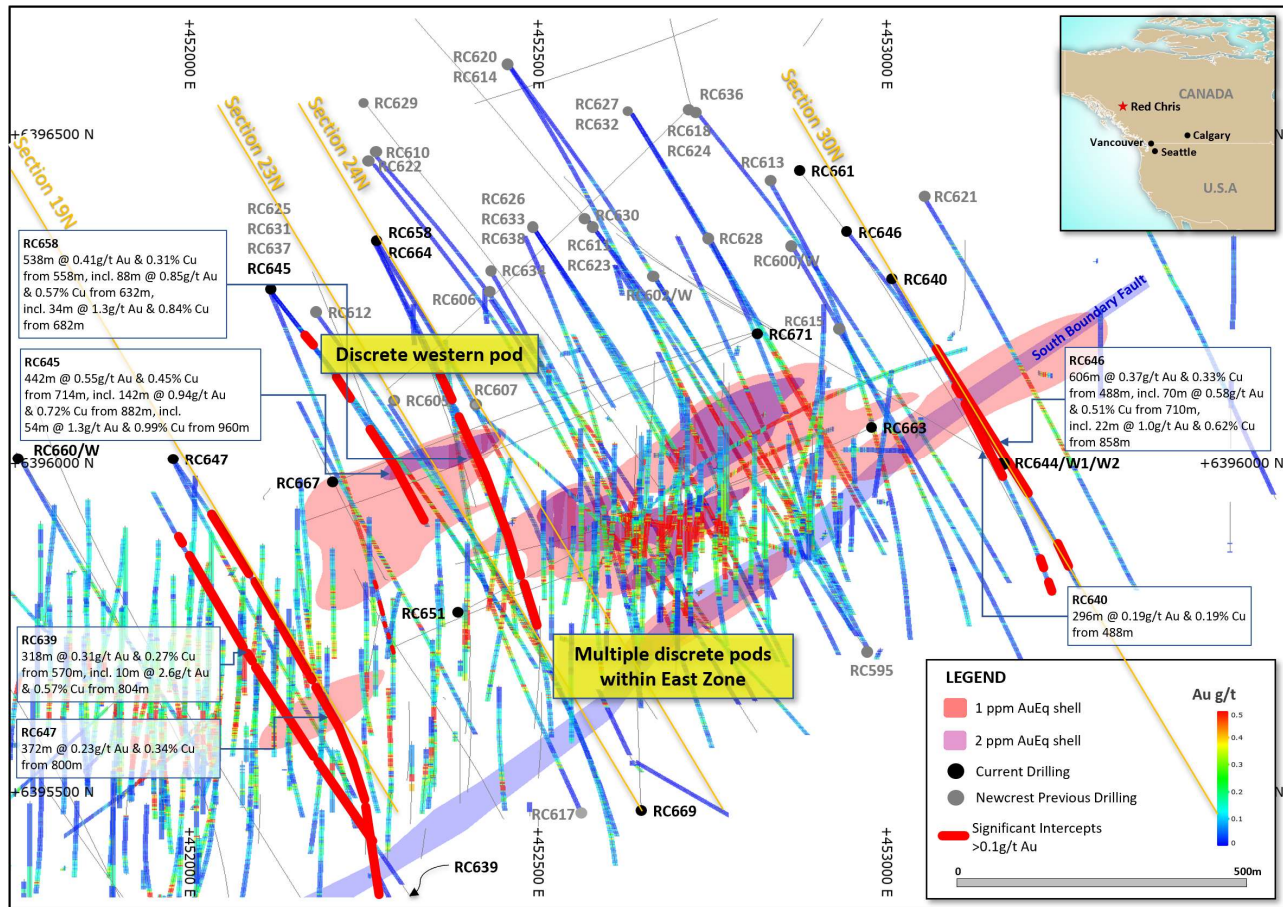 +452000 E
+452500 E
+453000 E
RC620
RC614
RC629
RC627
RC632
RC636
RC618
RC624
CANADA
Red Chris
Calgary
Vancouver
Seattle
U.S.A
+6396500 N
Section 19N
Section 23N
Section 24N
Section 30N
RC610
RC622
RC613
RC661
RC621
RC625
RC631
RC637
RC645
RC626
RC633
RC638
RC630
RC611
RC623
RC628
RC600/W
RC646
RC658
RC664
RC634
RC606
RC602/W
RC640
RC612
RC615
RC671
South Boundary Fault
RC658
538m @ 0.41g/t Au & 0.31% Cu
from 558m, incl. 88m @ 0.85g/t Au
& 0.57% Cu from 632m,
incl. 34m @ 1.3g/t Au & 0.84% Cu
from 682m
Discrete western pod
RC645
442m @ 0.55g/t Au & 0.45% Cu
from 714m, incl. 142m @ 0.94g/t Au
& 0.72% Cu from 882m, incl.
54m @ 1.3g/t Au & 0.99% Cu from 960m
RC646
606m @ 0.37g/t Au & 0.33% Cu
from 488m, incl. 70m @ 0.58g/t Au
& 0.51% Cu from 710m,
incl. 22m @ 1.0g/t Au & 0.62% Cu
from 858m
RC607
RC663
RC660/W
+6396000 N
RC647
RC667
RC644/W1/W2
+6396000 N
RC651
RC640
296m @ 0.19g/t Au & 0.19% Cu
from 488m
RC639
318m @ 0.31g/t Au & 0.27% Cu
from 570m, incl. 10m @ 2.6g/t Au
& 0.57% Cu from 804m
Multiple discrete pods
within East Zone
RC595
RC647
372m @ 0.23g/t Au & 0.34% Cu
from 800m
+6395500 N
RC617
RC669
RC639
+452000 E
+452500 E
+453000 E
LEGEND
1 ppm AuEq shell
2 ppm AuEq shell
Current Drilling
Newcrest Previous Drilling
Significant Intercepts
>0.1g/t Au
Au g/t
0.5
0.4
0.3
0.2
0.1
0
0
500m